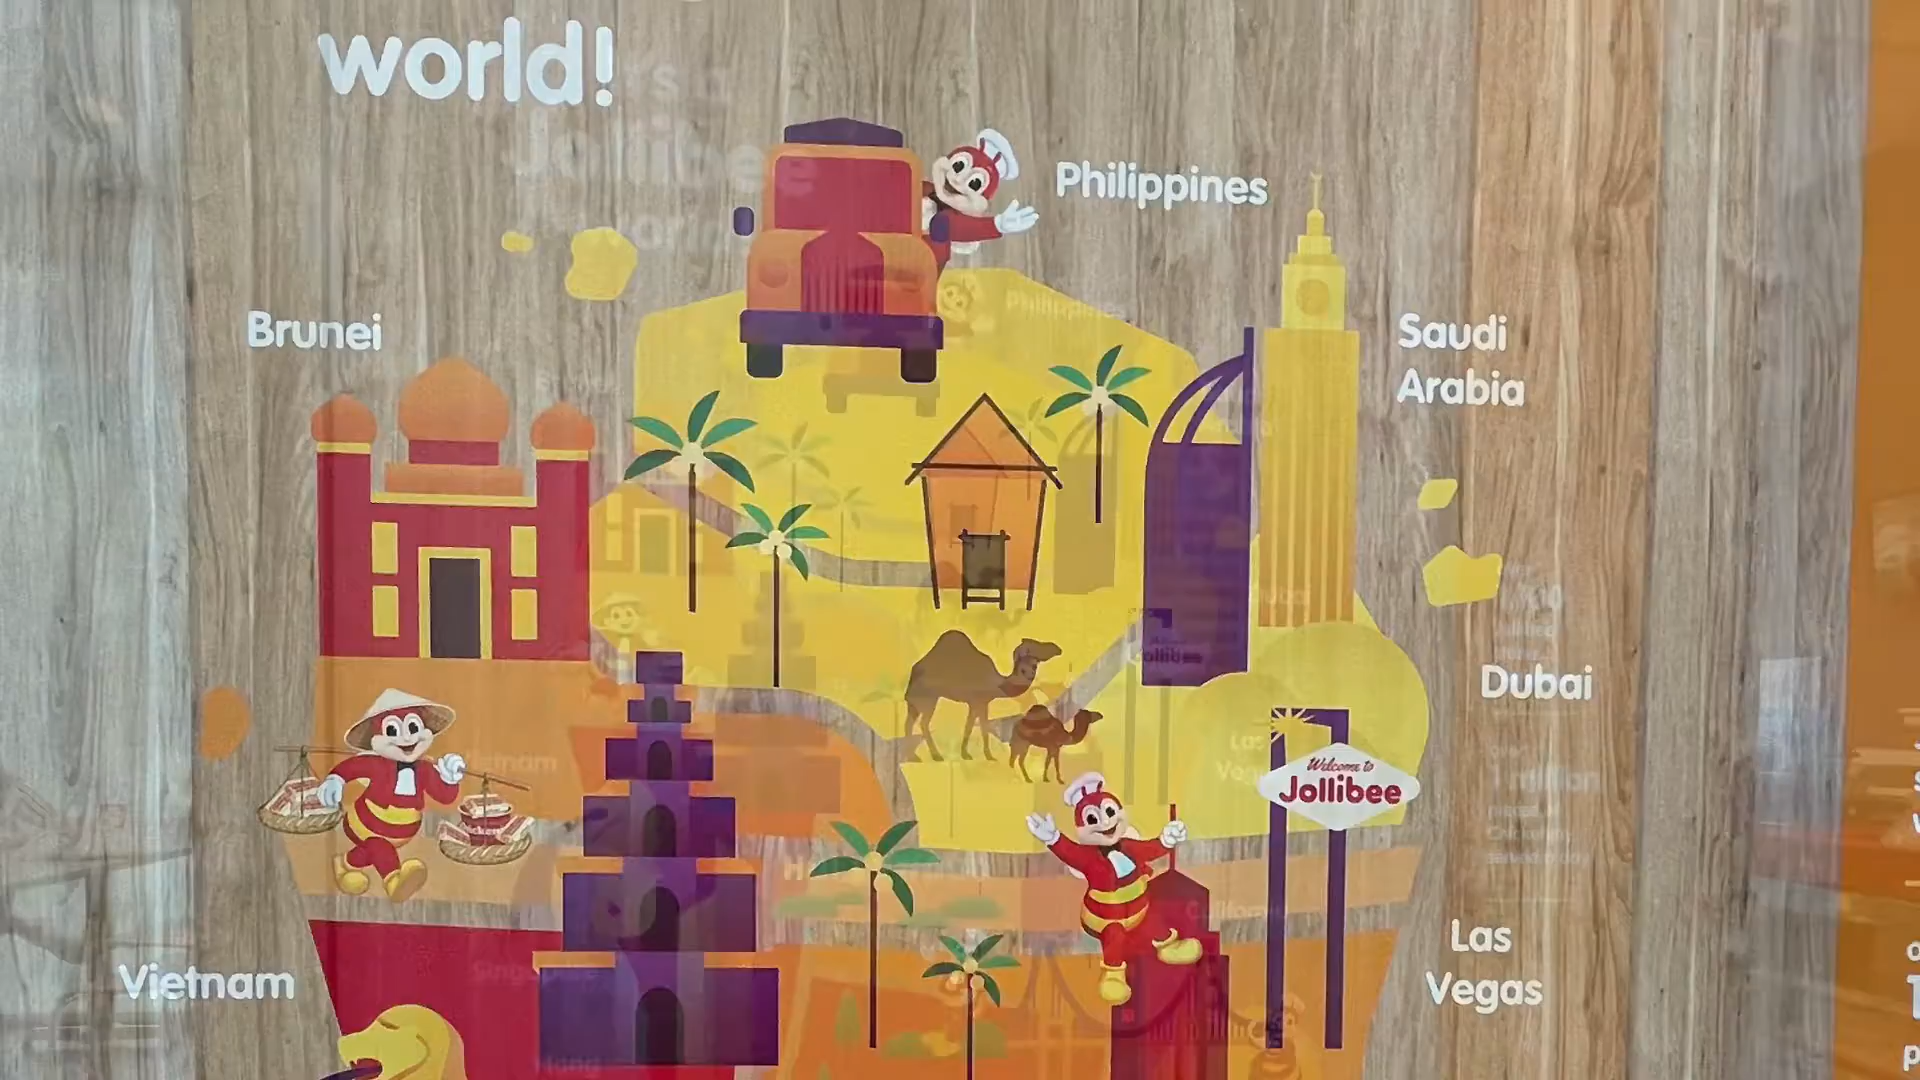 world!
Philippines
Brunei
Saudi
Arabia
Dubai
Welcome to
Jollibee
Vietnam
Las
Vegas